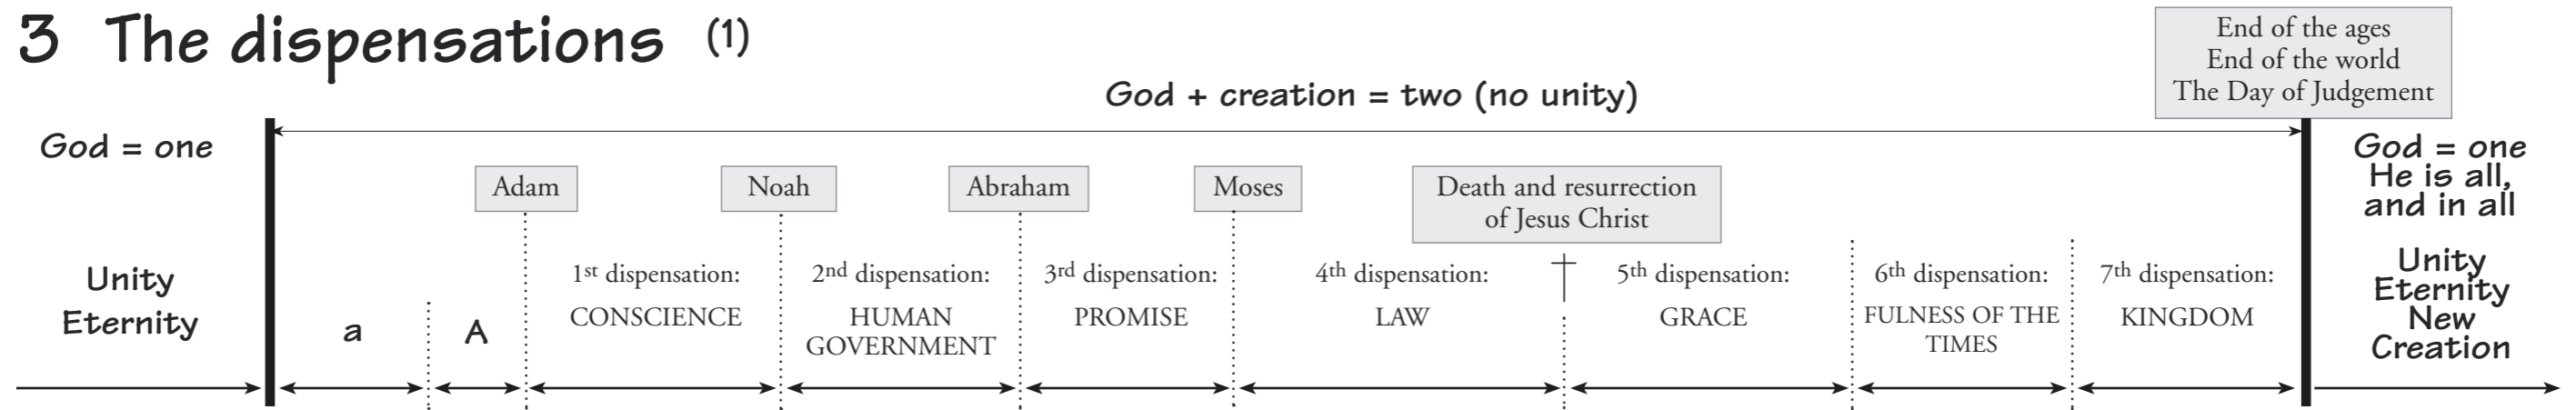 3 The dispensations (1)
End of the ages
End of the world
The Day of Judgement
God + creation = two (no unity)
God = one
God = one
He is all,
and in all
Adam
Noah
Abraham
Moses
Death and resurrection
of Jesus Christ
Unity
Eternity
a
A
1st dispensation:
CONSCIENCE
2nd dispensation:
HUMAN
GOVERNMENT
3rd dispensation:
PROMISE
4th dispensation:
LAW
5th dispensation:
GRACE
6th dispensation:
FULNESS OF THE
TIMES
7th dispensation:
KINGDOM
Unity
Eternity
New
Creation